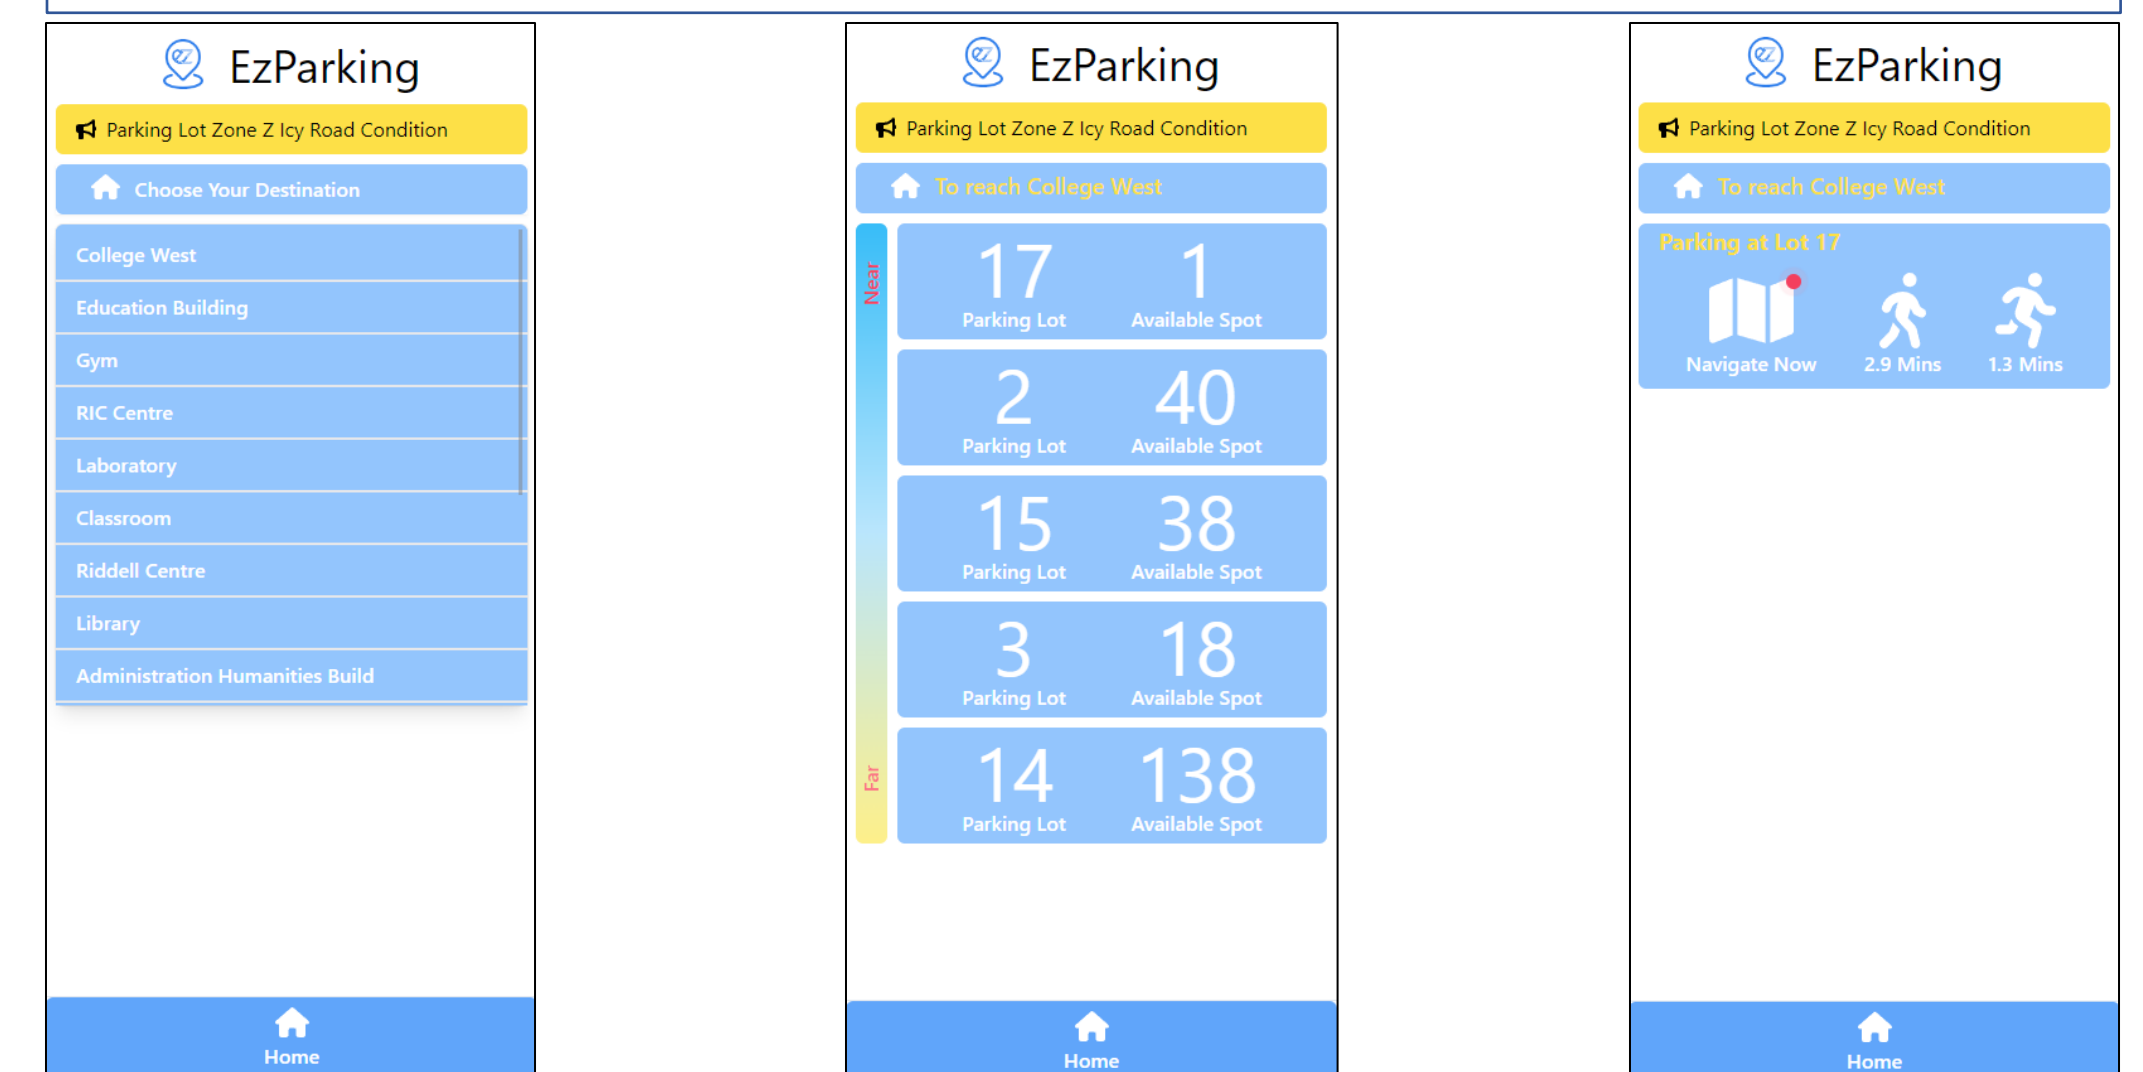 eZ EzParking
Parking Lot Zone Z Icy Road Condition
Choose Your Destination
College West
Education Building
Gym
RIC Centre
Laboratory
Classroom
Riddell Centre
Library
Administration Humanities Build
Home
eZ EzParking
Parking Lot Zone Z Icy Road Condition
To reach College West
Near
17 1
Parking Lot Available Spot
2 40
Parking Lot Available Spot
15 38
Parking Lot Available Spot
3 18
Parking Lot Available Spot
Far
14 138
Parking Lot Available Spot
Home
eZ EzParking
Parking Lot Zone Z Icy Road Condition
To reach College West
Parking at Lot 17
Navigate Now 2.9 Mins 1.3 Mins
Home